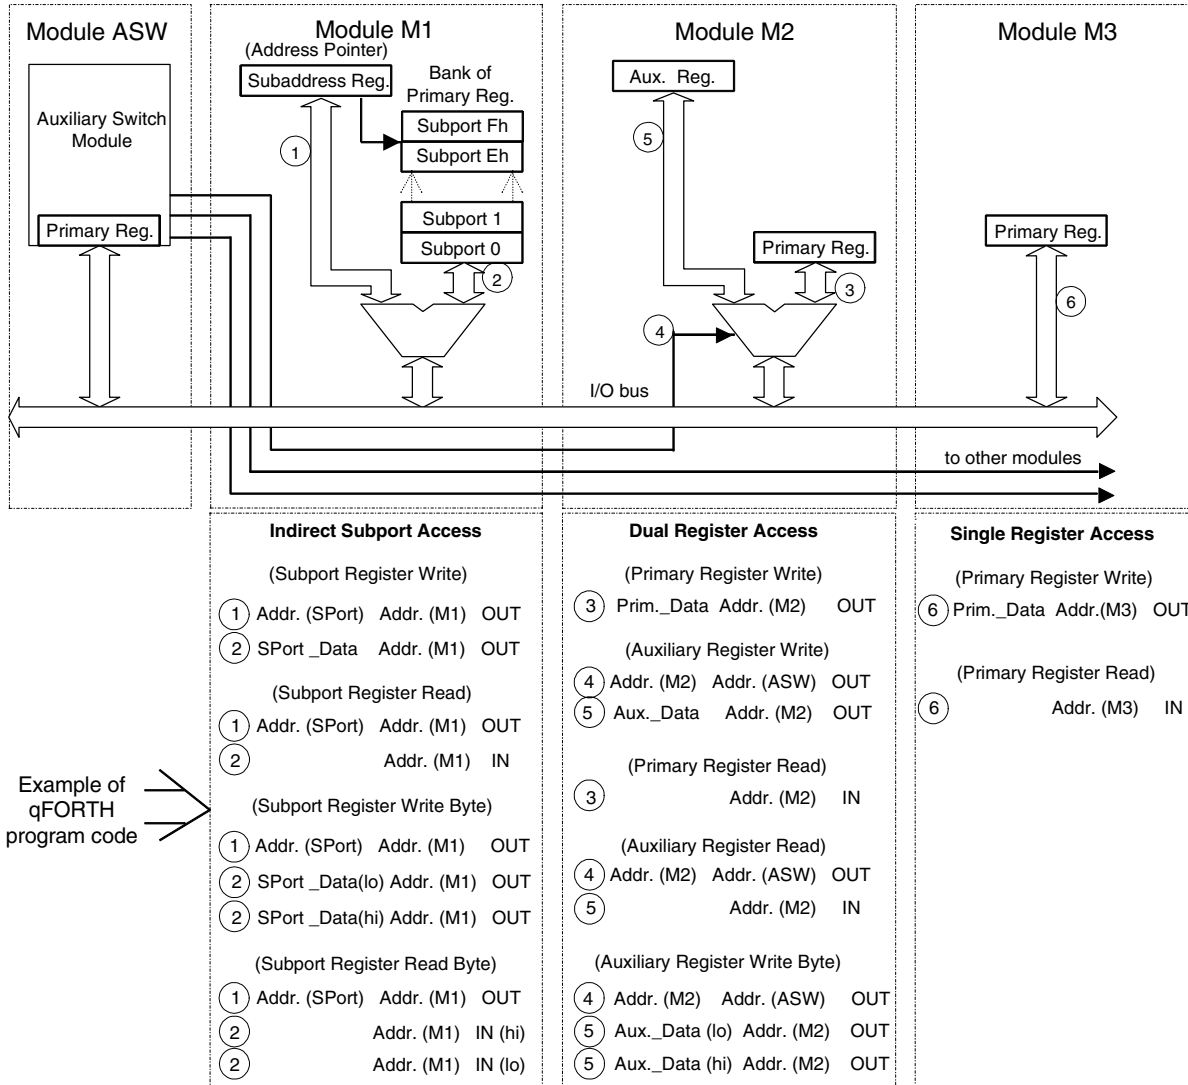 Module ASW
Auxiliary Switch
Module
Primary Reg.
Module M1
(Address Pointer)
Subaddress Reg.
Bank of
Primary Reg.
Subport Fh
Subport Eh
Subport 1
Subport 0
1
2
Module M2
Aux. Reg.
5
Primary Reg.
3
4
Module M3
Primary Reg.
6
I/O bus
to other modules
Example of
qFORTH
program code
Indirect Subport Access
(Subport Register Write)
1 Addr. (SPort) Addr. (M1) OUT
2 SPort _Data Addr. (M1) OUT
(Subport Register Read)
1 Addr. (SPort) Addr. (M1) OUT
2 Addr. (M1) IN
(Subport Register Write Byte)
1 Addr. (SPort) Addr. (M1) OUT
2 SPort _Data(lo) Addr. (M1) OUT
2 SPort _Data(hi) Addr. (M1) OUT
(Subport Register Read Byte)
1 Addr. (SPort) Addr. (M1) OUT
2 Addr. (M1) IN (hi)
2 Addr. (M1) IN (lo)
Dual Register Access
(Primary Register Write)
3 Prim._Data Addr. (M2) OUT
(Auxiliary Register Write)
4 Addr. (M2) Addr. (ASW) OUT
5 Aux._Data Addr. (M2) OUT
(Primary Register Read)
3 Addr. (M2) IN
(Auxiliary Register Read)
4 Addr. (M2) Addr. (ASW) OUT
5 Addr. (M2) IN
(Auxiliary Register Write Byte)
4 Addr. (M2) Addr. (ASW) OUT
5 Aux._Data (lo) Addr. (M2) OUT
5 Aux._Data (hi) Addr. (M2) OUT
Single Register Access
(Primary Register Write)
6 Prim._Data Addr.(M3) OUT
(Primary Register Read)
6 Addr. (M3) IN